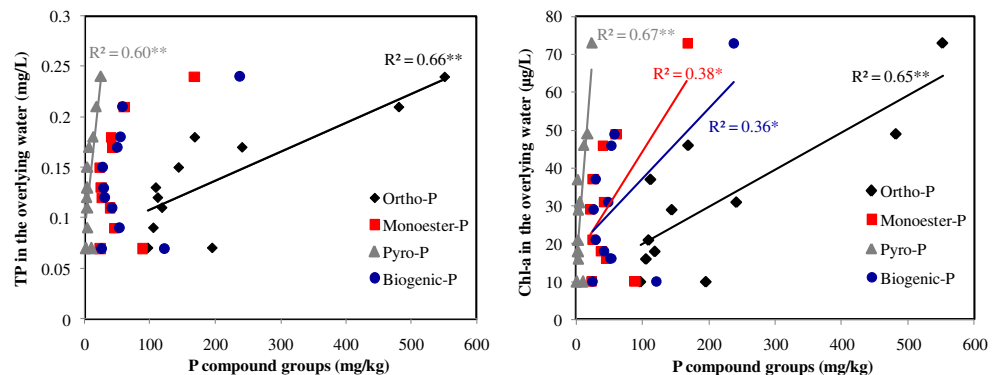 0.3
0.25
0.2
0.15
0.1
0.05
0
TP in the overlying water (mg/L)
R² = 0.60**
R² = 0.66**
Ortho-P
Monoester-P
Pyro-P
Biogenic-P
0 100 200 300 400 500 600
P compound groups (mg/kg)
80
70
60
50
40
30
20
10
0
Chl-a in the overlying water (µg/L)
R² = 0.67**
R² = 0.38*
R² = 0.65**
R² = 0.36*
Ortho-P
Monoester-P
Pyro-P
Biogenic-P
0 100 200 300 400 500 600
P compound groups (mg/kg)